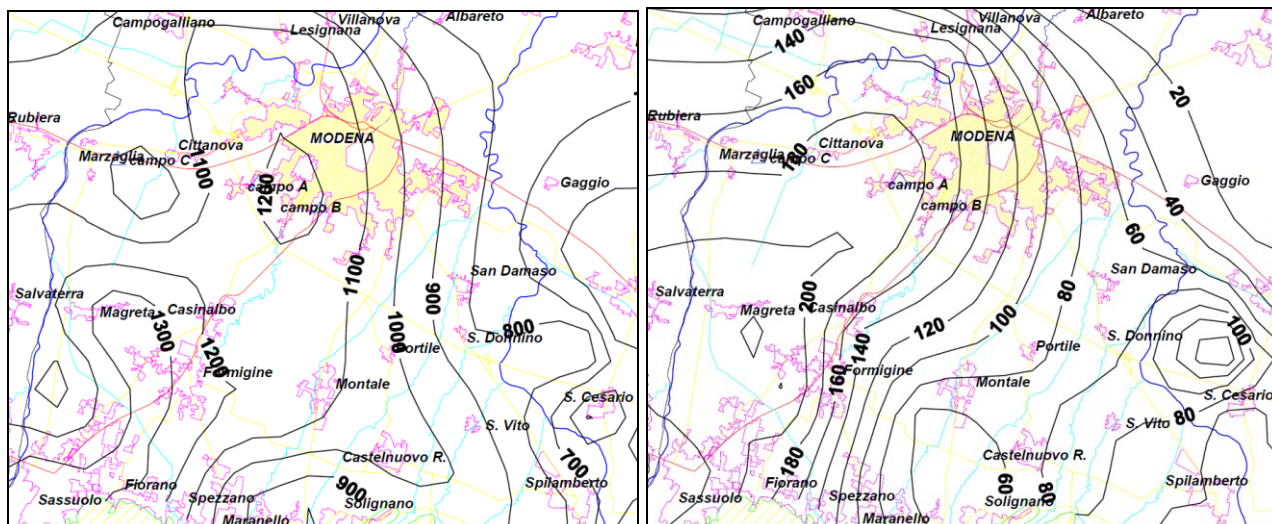 Campogalliano
Villanova
Albareto
Lesignana
Rubiera
MODENA
Cittanova
Marzaglia
campo C
1100
campo A
1200
campo B
Gaggio
San Damaso
1100
900
Salvaterra
Magreta
Casinalbo
1300
1200
1000
800
S. Donnino
Portile
Formigine
Montale
S. Cesario
S. Vito
Castelnuovo R.
700
Fiorano
Spezzano
900
Sassuolo
Solignano
Spilamberto
Maranello
Campogalliano
Villanova
Albareto
140
Lesignana
160
20
Rubiera
MODENA
Cittanova
Marzaglia
campo C
180
campo A
Gaggio
campo B
40
60
San Damaso
Salvaterra
200
80
Magreta
Casinalbo
100
120
100
S. Donnino
140
Portile
160
Formigine
Montale
S. Cesario
S. Vito
80
Castelnuovo R.
180
60
80
Fiorano
Spezzano
Sassuolo
Solignano
Spilamberto
Maranello